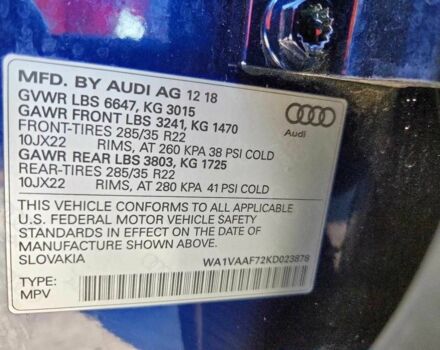 MFD. BY AUDI AG 12 18
GVWR LBS 6647, KG 3015
GAWR FRONT LBS 3241, KG 1470
FRONT-TIRES 285/35 R22
10JX22 RIMS, AT 260 KPA 38 PSI COLD
GAWR REAR LBS 3803, KG 1725
REAR-TIRES 285/35 R22
10JX22 RIMS, AT 280 KPA 41 PSI COLD
Audi
THIS VEHICLE CONFORMS TO ALL APPLICABLE
U.S. FEDERAL MOTOR VEHICLE SAFETY
STANDARDS IN EFFECT ON THE DATE OF
MANUFACTURE SHOWN ABOVE.
SLOVAKIA WA1VAAF72KD023878
TYPE:
MPV